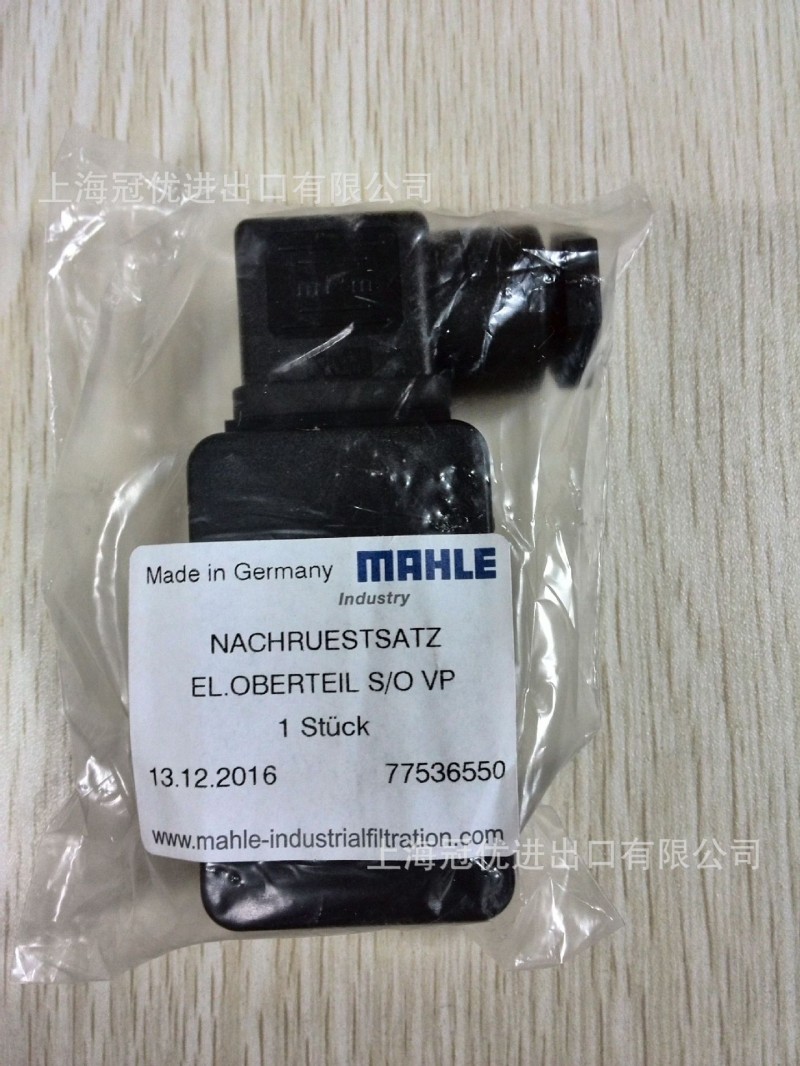 上海冠优进出口有限公司
Made in Germany MAHLE
Industry
NACHRUESTSATZ
EL.OBERTEIL S/O VP
1 Stück
13.12.2016 77536550
www.mahle-industrialfiltration.com
上海冠优进出口有限公司